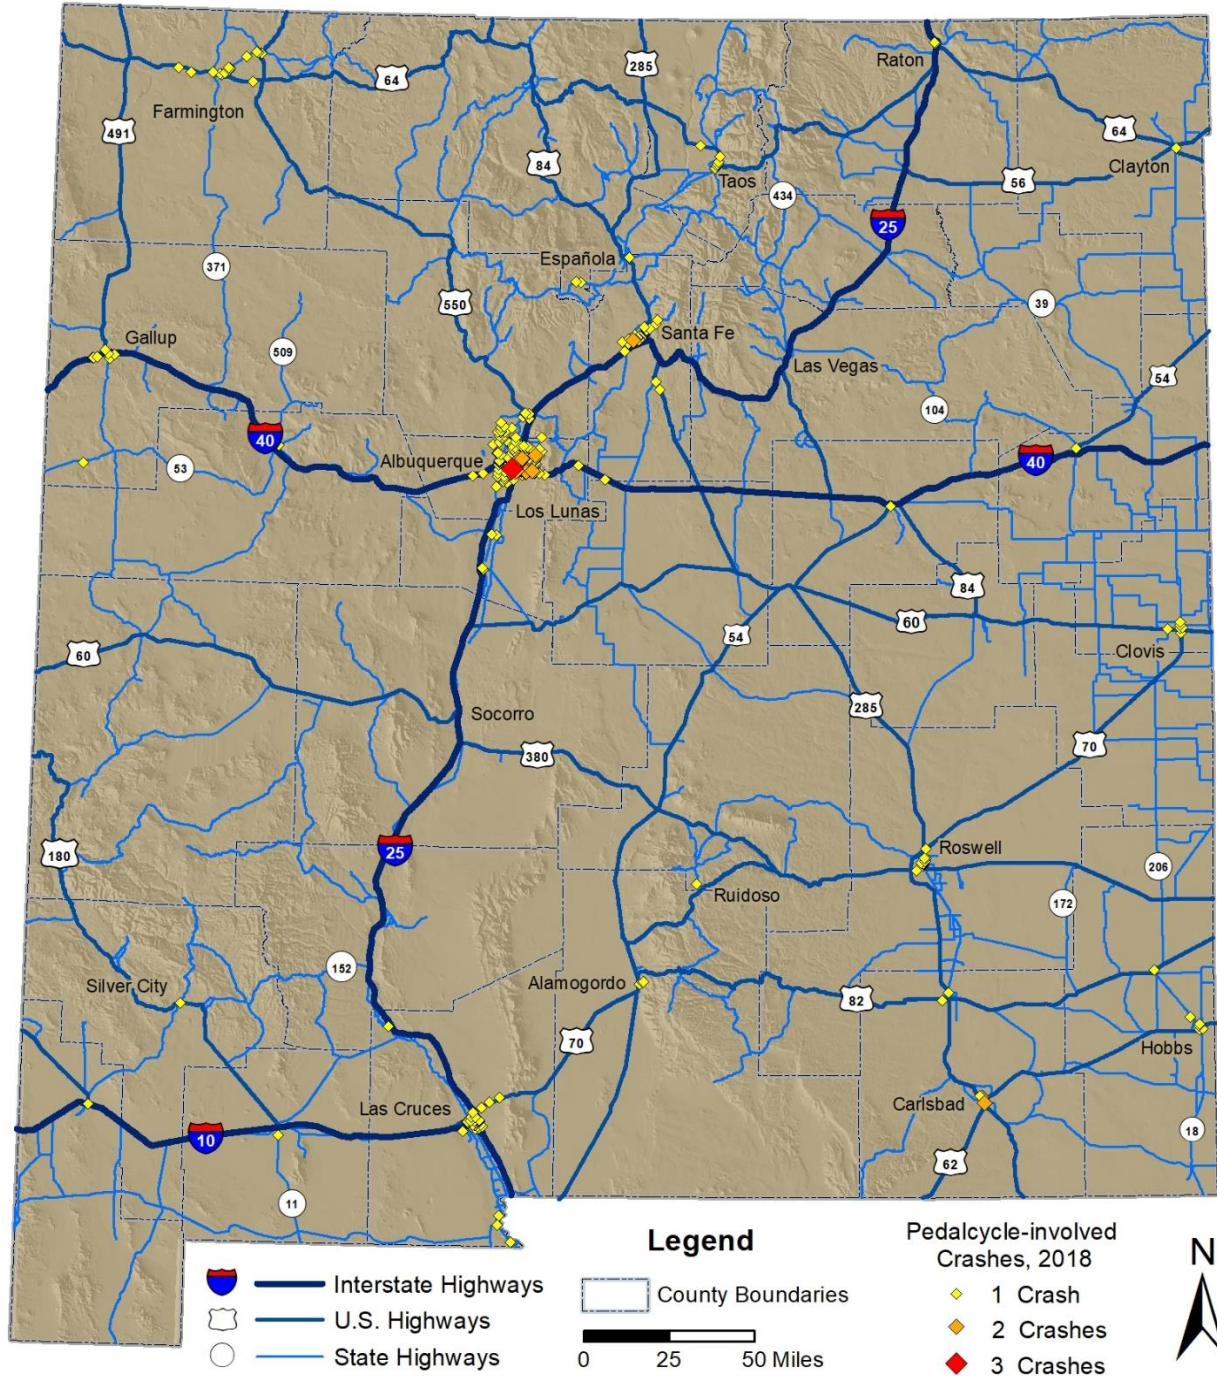 Raton
285
64
Farmington
491
64
Clayton
84
Taos
56
434
25
Española
371
550
39
Gallup
Santa Fe
509
Las Vegas
54
104
40
Albuquerque
40
53
Los Lunas
84
60
54
60
Clovis
285
Socorro
70
380
25
180
Roswell
206
Ruidoso
172
152
Silver City
Alamogordo
82
70
Hobbs
Las Cruces
Carlsbad
10
18
62
11
Legend
Interstate Highways
U.S. Highways
State Highways
County Boundaries
0 25 50 Miles
Pedalcycle-involved
Crashes, 2018
1 Crash
2 Crashes
3 Crashes
N